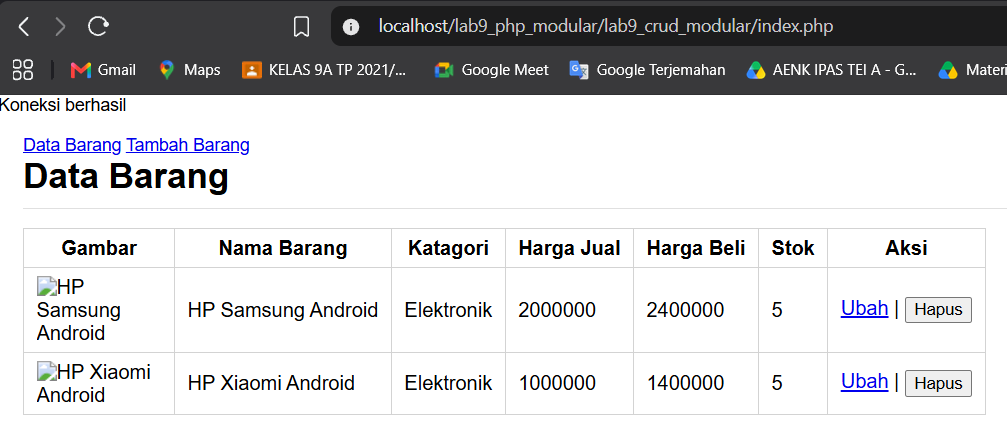 localhost/lab9_php_modular/lab9_crud_modular/index.php
Gmail Maps KELAS 9A TP 2021/... Google Meet Google Terjemahan AENK IPAS TEI A - G... Materi
Koneksi berhasil
Data Barang Tambah Barang
Data Barang
Gambar Nama Barang Katagori Harga Jual Harga Beli Stok Aksi
HP
Samsung
Android HP Samsung Android Elektronik 2000000 2400000 5 Ubah | Hapus
HP Xiaomi
Android HP Xiaomi Android Elektronik 1000000 1400000 5 Ubah | Hapus